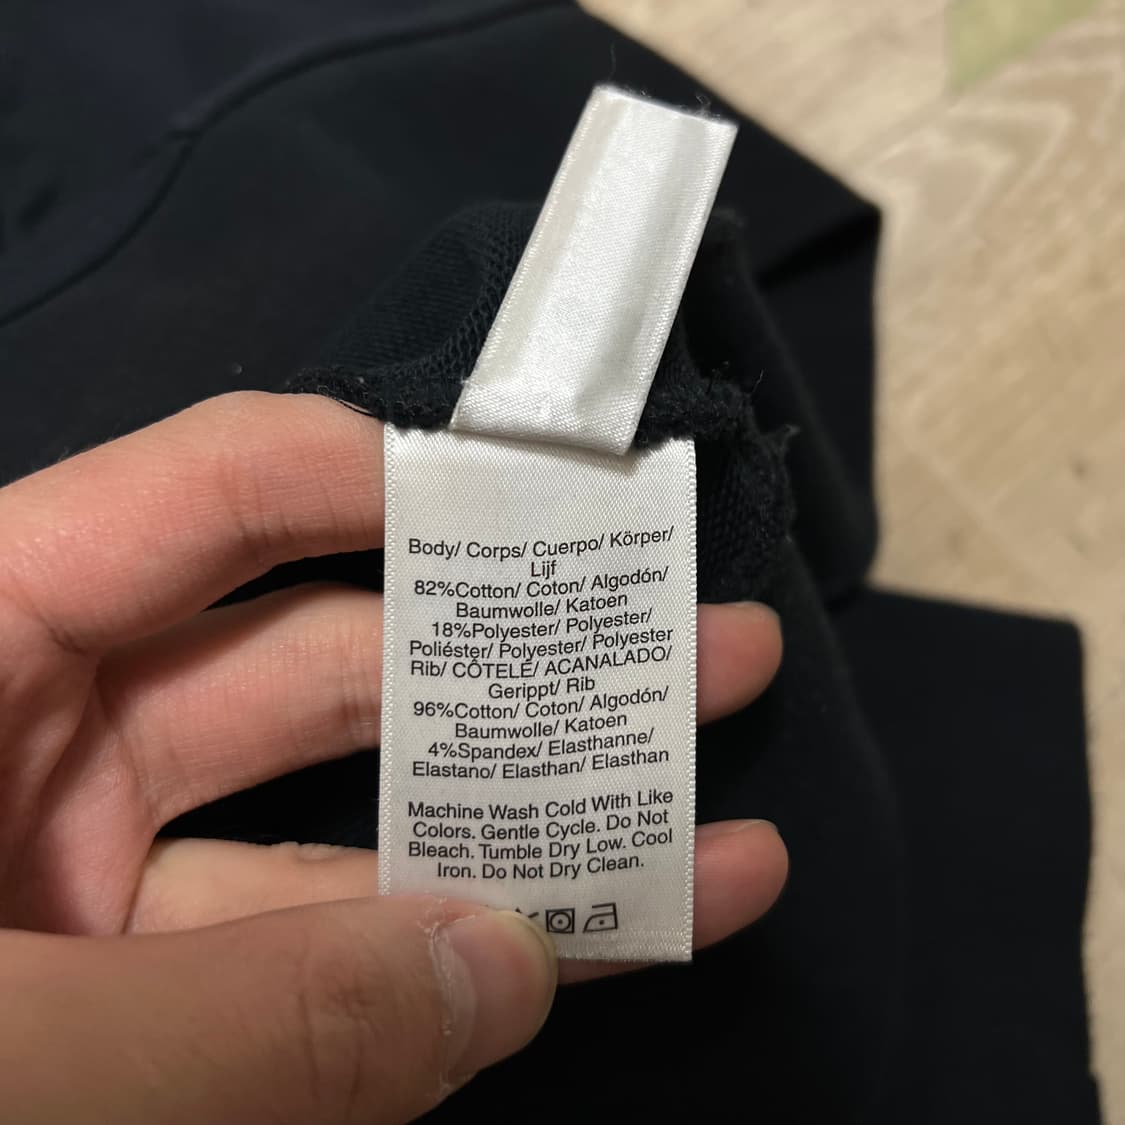 Body/ Corps/ Cuerpo/ Körper/
Lijf
82%Cotton/ Coton/ Algodón/
Baumwolle/ Katoen
18%Polyester/ Polyester/
Poliéster/ Polyester/ Polyester
Rib/ CÔTELÉ/ ACANALADO/
Gerippt/ Rib
96%Cotton/ Coton/ Algodón/
Baumwolle/ Katoen
4%Spandex/ Elasthanne/
Elastano/ Elasthan/ Elasthan
Machine Wash Cold With Like
Colors. Gentle Cycle. Do Not
Bleach. Tumble Dry Low. Cool
Iron. Do Not Dry Clean.